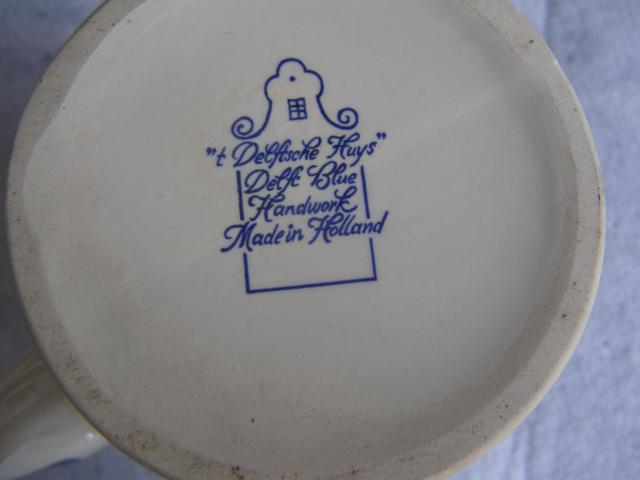 "t Delftsche Huys"
Delft Blue
Handwork
Made in Holland